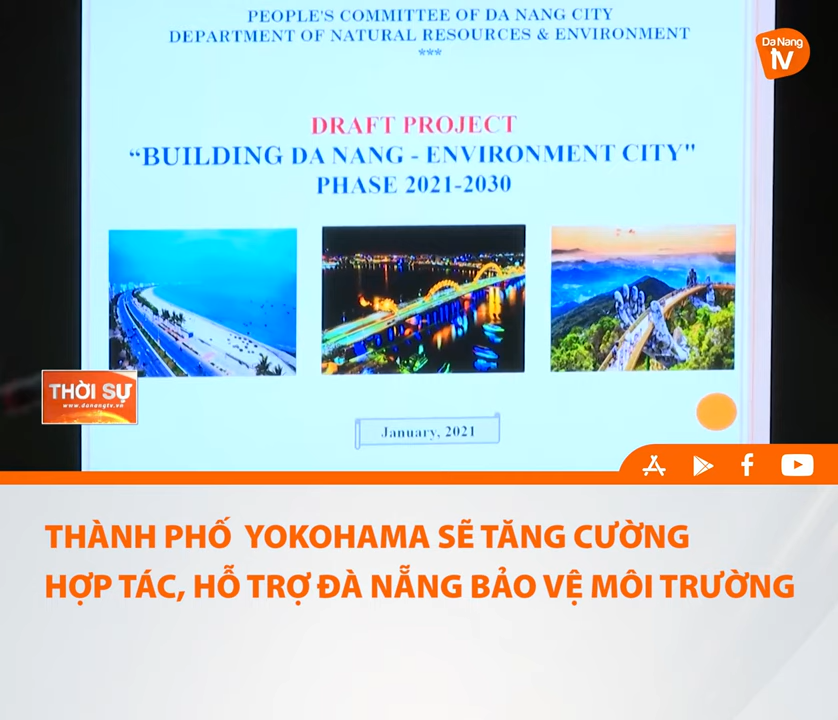 PEOPLE'S COMMITTEE OF DA NANG CITY
DEPARTMENT OF NATURAL RESOURCES & ENVIRONMENT
***
Da Nang
tv
DRAFT PROJECT
“BUILDING DA NANG - ENVIRONMENT CITY"
PHASE 2021-2030
THỜI SỰ
www.danangtv.vn
January, 2021
THÀNH PHỐ YOKOHAMA SẼ TĂNG CƯỜNG
HỢP TÁC, HỖ TRỢ ĐÀ NẴNG BẢO VỆ MÔI TRƯỜNG